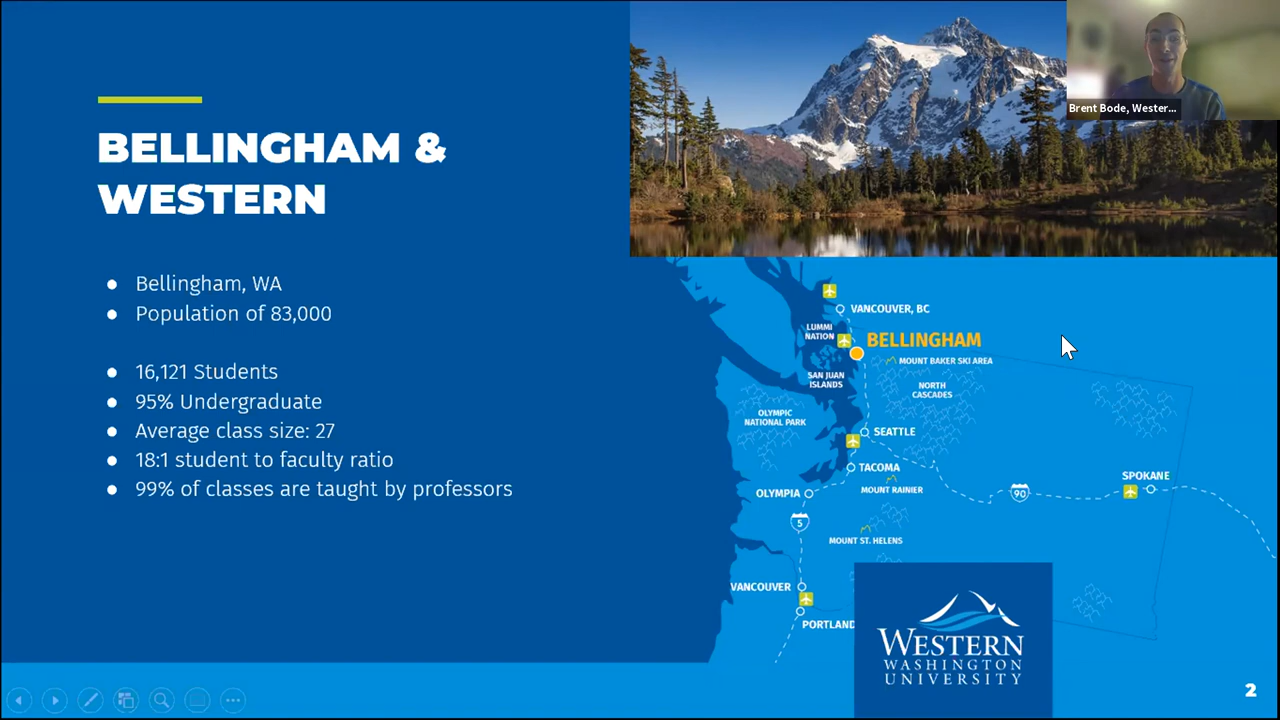 BELLINGHAM &
WESTERN
Bellingham, WA
Population of 83,000
16,121 Students
95% Undergraduate
Average class size: 27
18:1 student to faculty ratio
99% of classes are taught by professors
Brent Bode, Wester...
VANCOUVER, BC
LUMMI
NATION
BELLINGHAM
MOUNT BAKER SKI AREA
SAN JUAN
ISLANDS
NORTH
CASCADES
OLYMPIC
NATIONAL PARK
SEATTLE
TACOMA
SPOKANE
MOUNT RAINIER
OLYMPIA
90
5
MOUNT ST. HELENS
VANCOUVER
PORTLAND
WESTERN
WASHINGTON
UNIVERSITY
2